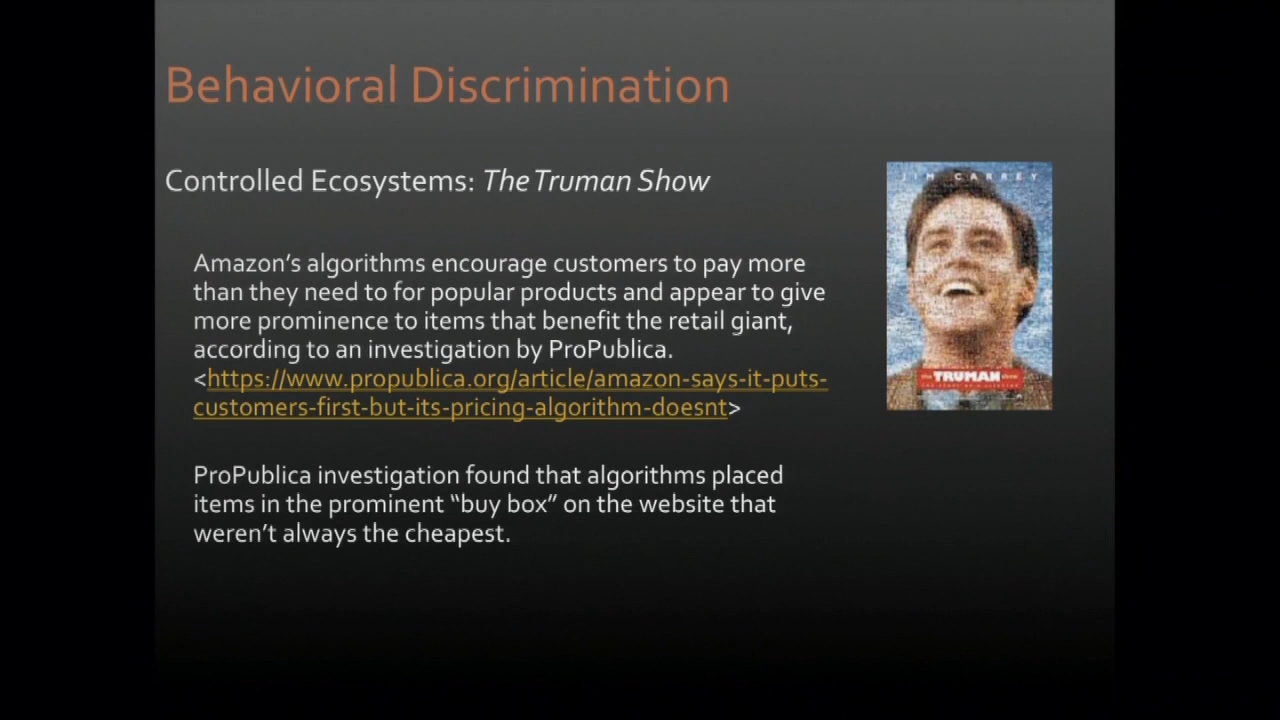 Behavioral Discrimination
Controlled Ecosystems: The Truman Show
JIM CARREY
Amazon’s algorithms encourage customers to pay more
than they need to for popular products and appear to give
more prominence to items that benefit the retail giant,
according to an investigation by ProPublica.
<https://www.propublica.org/article/amazon-says-it-puts-
customers-first-but-its-pricing-algorithm-doesnt>
TRUMAN
ProPublica investigation found that algorithms placed
items in the prominent “buy box” on the website that
weren’t always the cheapest.